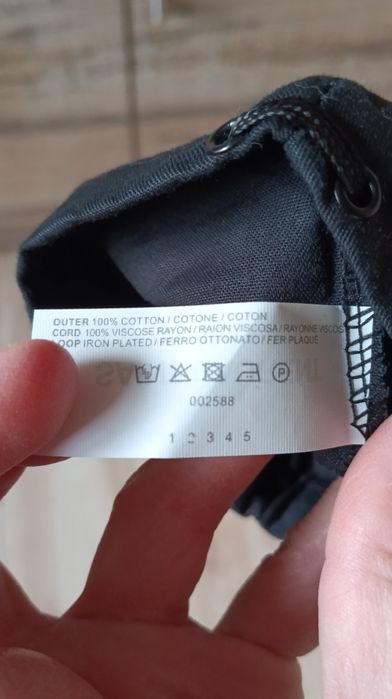 OUTER 100% COTTON / COTONE / COTON
CORD 100% VISCOSE RAYON / RAION VISCOSA / RAYONNE VISCOS
LOOP IRON PLATED / FERRO OTTONATO / FER PLAQUÉ
002588
1 2 3 4 5